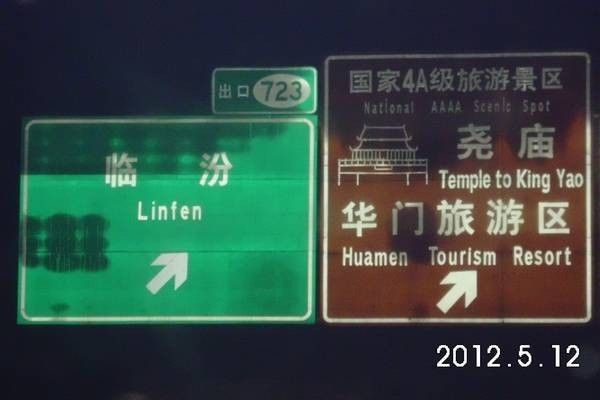 出口 723
临汾
Linfen
国家4A级旅游景区
National AAAA Scenic Spot
尧庙
Temple to King Yao
华门旅游区
Huamen Tourism Resort
2012.5.12